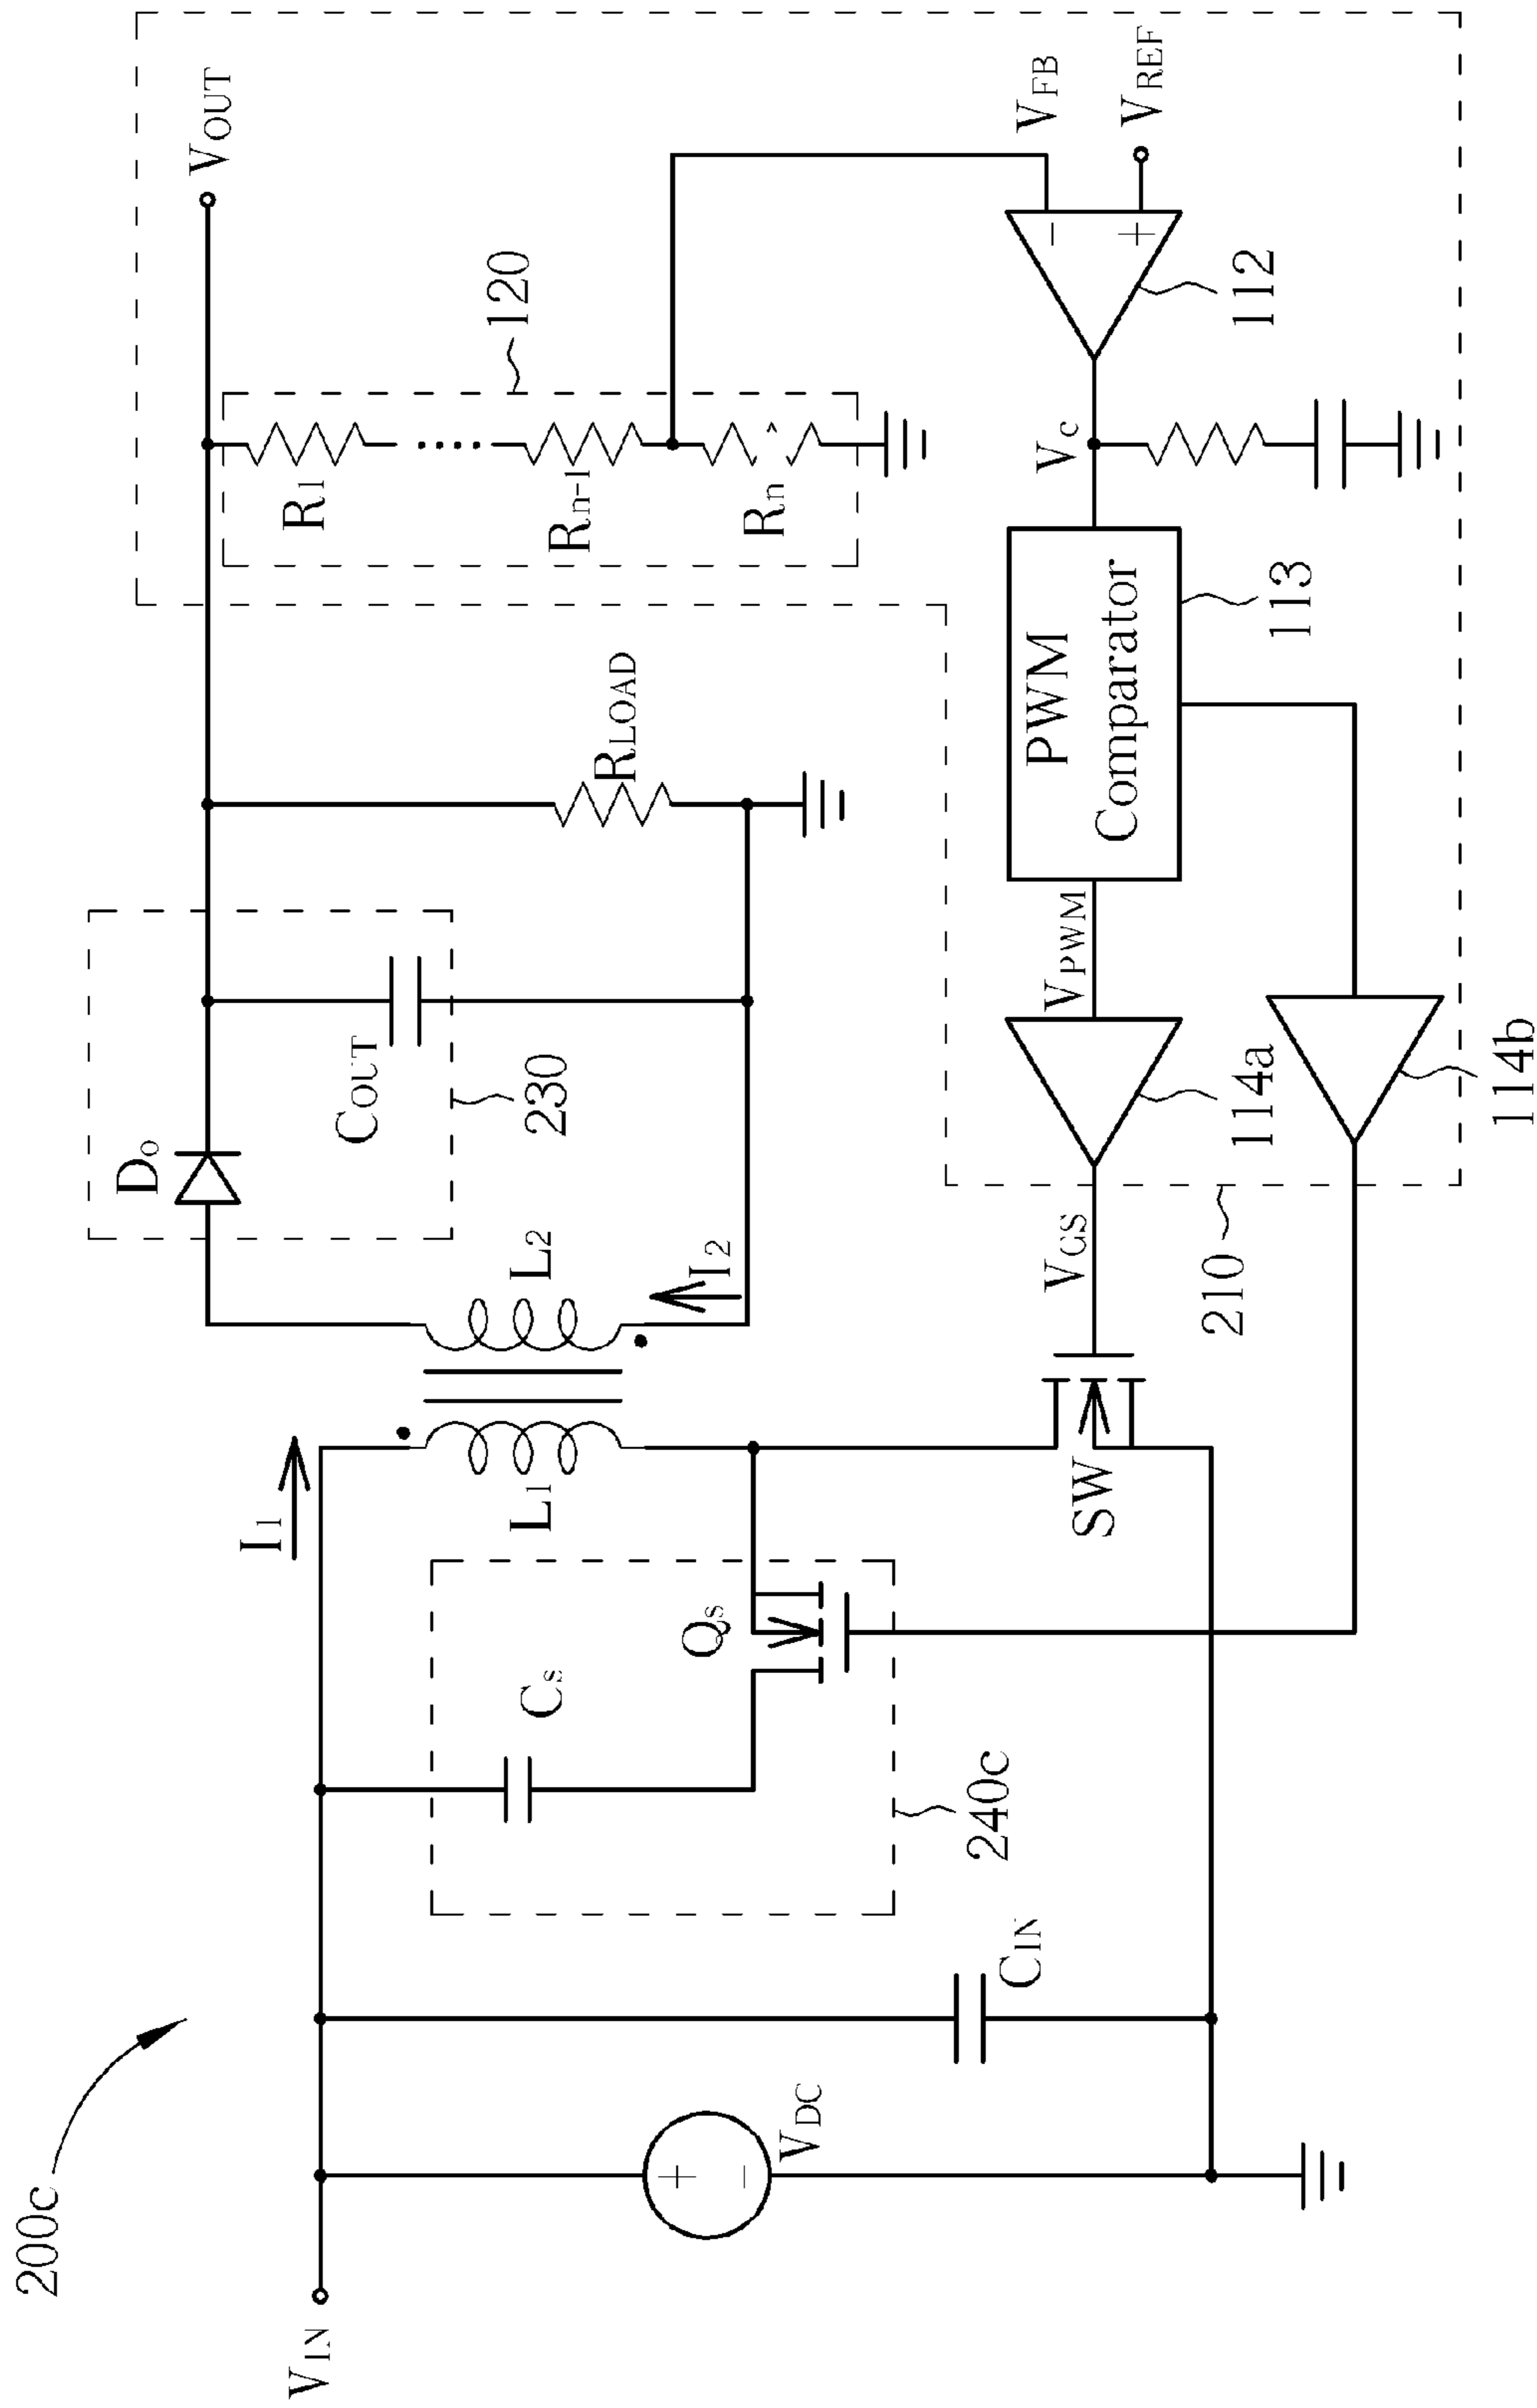 200c
VIN
VDC
CIN
240c
Cs
Qs
I1
L1
L2
I2
SW
VGS
210
Do
COUT
230
RLOAD
VOUT
120
R1
Rn-1
Rn
VFB
VREF
112
Vc
PWM
Comparator
113
VPWM
114a
114b
+
−
−
+